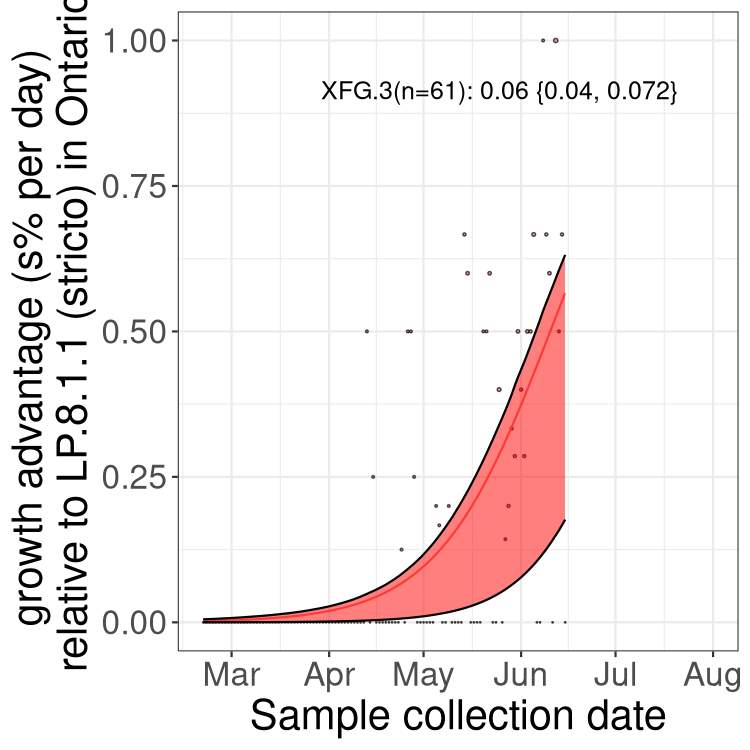 growth advantage (s% per day)
relative to LP.8.1.1 (stricto) in Ontario
1.00
0.75
0.50
0.25
0.00
XFG.3(n=61): 0.06 {0.04, 0.072}
Mar Apr May Jun Jul Aug
Sample collection date